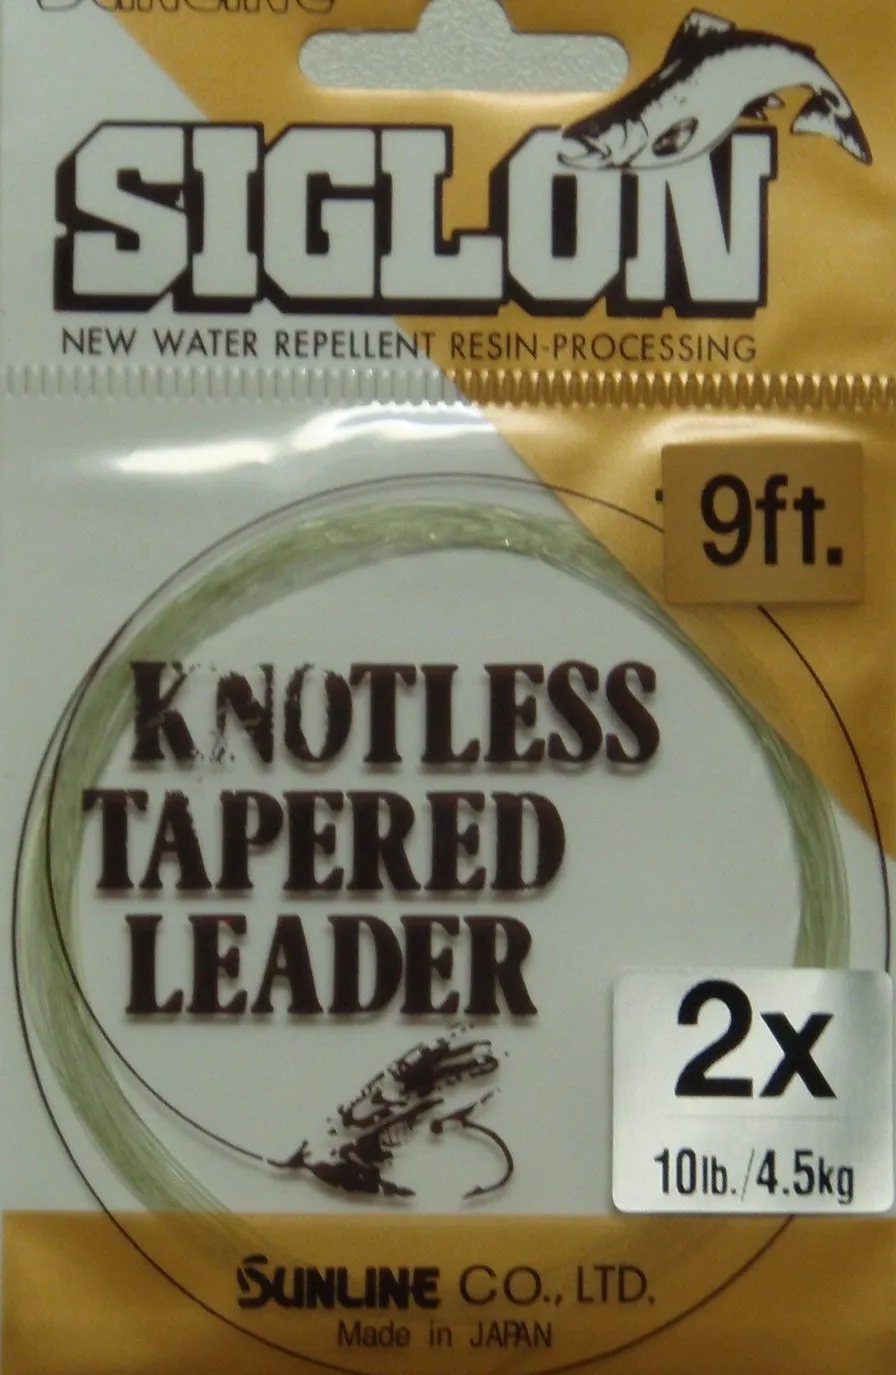 SIGLON
NEW WATER REPELLENT RESIN-PROCESSING
9ft.
KNOTLESS
TAPERED
LEADER
2x
10lb./4.5kg
SUNLINE CO., LTD.
Made in JAPAN